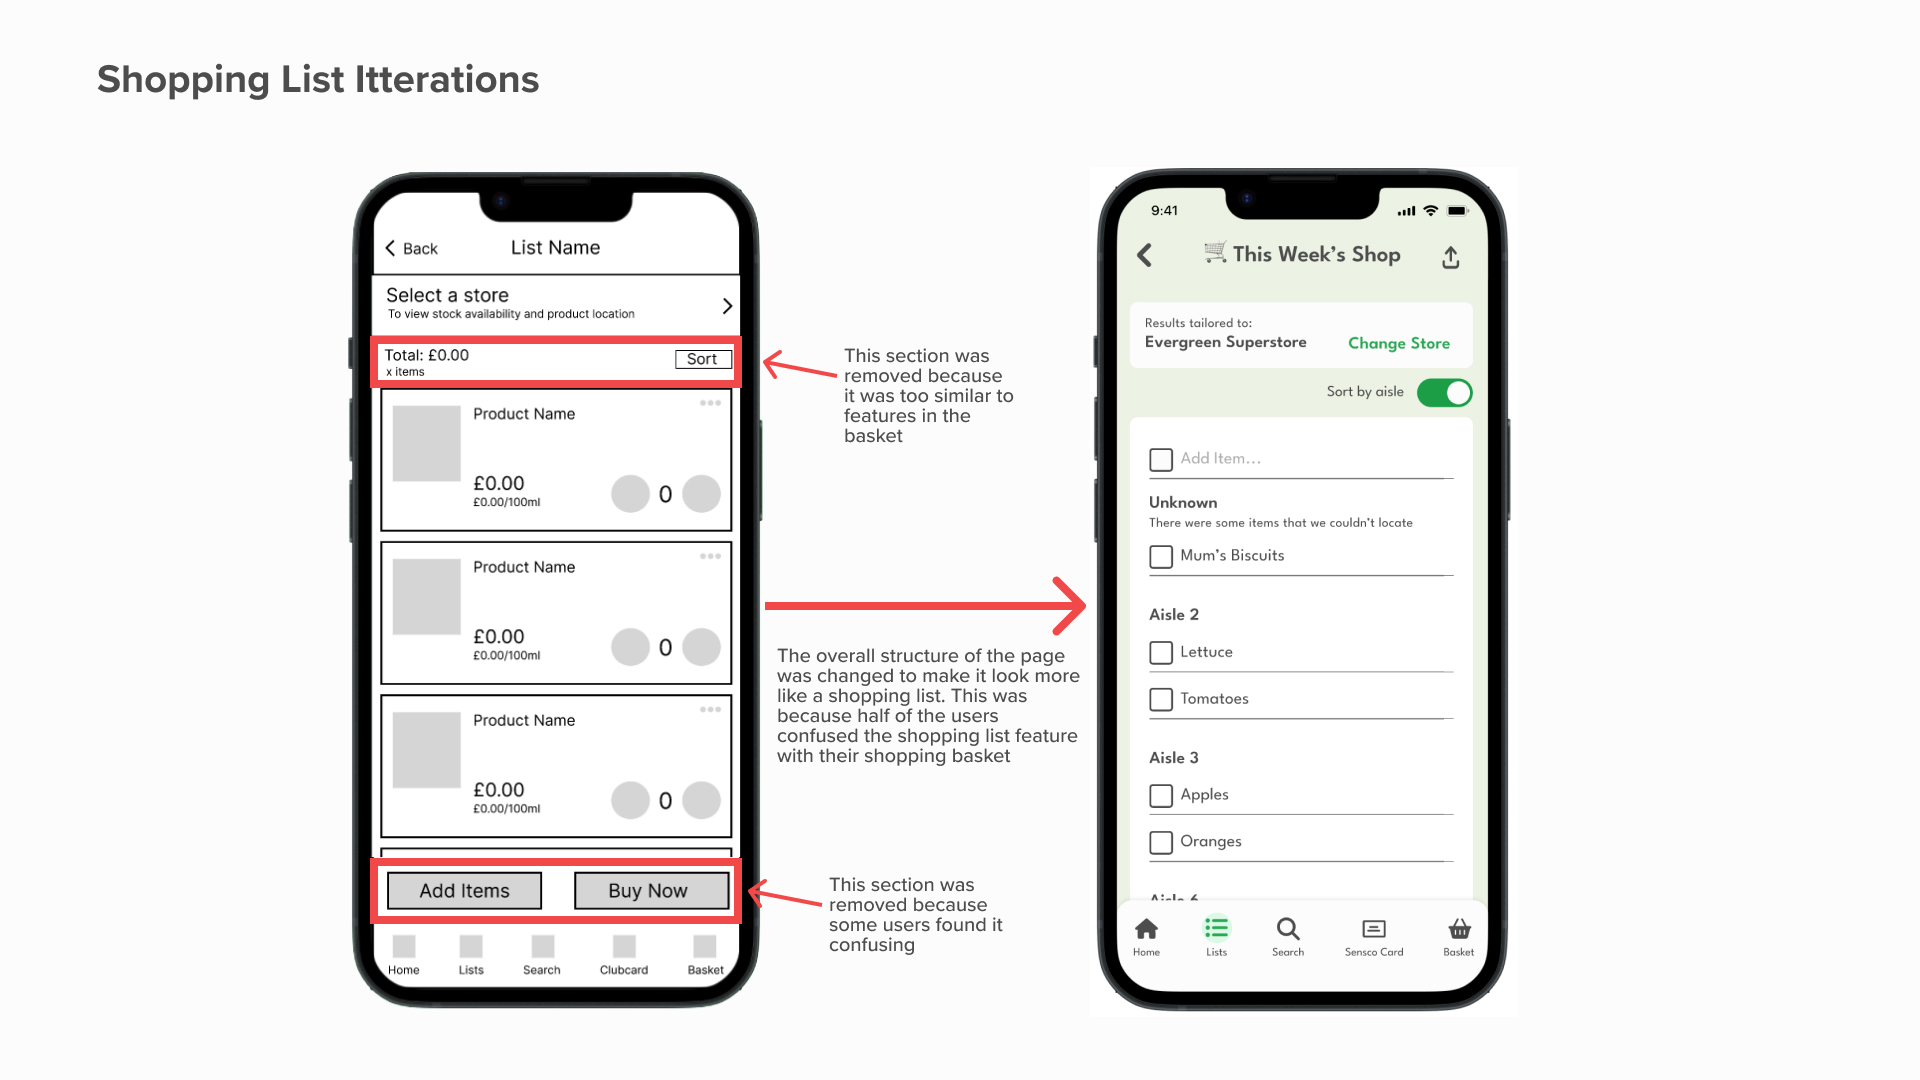 Shopping List Itterations
Back
List Name
Select a store
To view stock availability and product location
Total: £0.00
x items
Sort
Product Name
£0.00
£0.00/100ml
0
Product Name
£0.00
£0.00/100ml
0
Product Name
£0.00
£0.00/100ml
0
Add Items
Buy Now
Home
Lists
Search
Clubcard
Basket
This section was
removed because
it was too similar to
features in the
basket
The overall structure of the page
was changed to make it look more
like a shopping list. This was
because half of the users
confused the shopping list feature
with their shopping basket
This section was
removed because
some users found it
confusing
9:41
This Week's Shop
Results tailored to:
Evergreen Superstore
Change Store
Sort by aisle
Add Item...
Unknown
There were some items that we couldn't locate
Mum's Biscuits
Aisle 2
Lettuce
Tomatoes
Aisle 3
Apples
Oranges
Aisle 6
Home
Lists
Search
Sensco Card
Basket